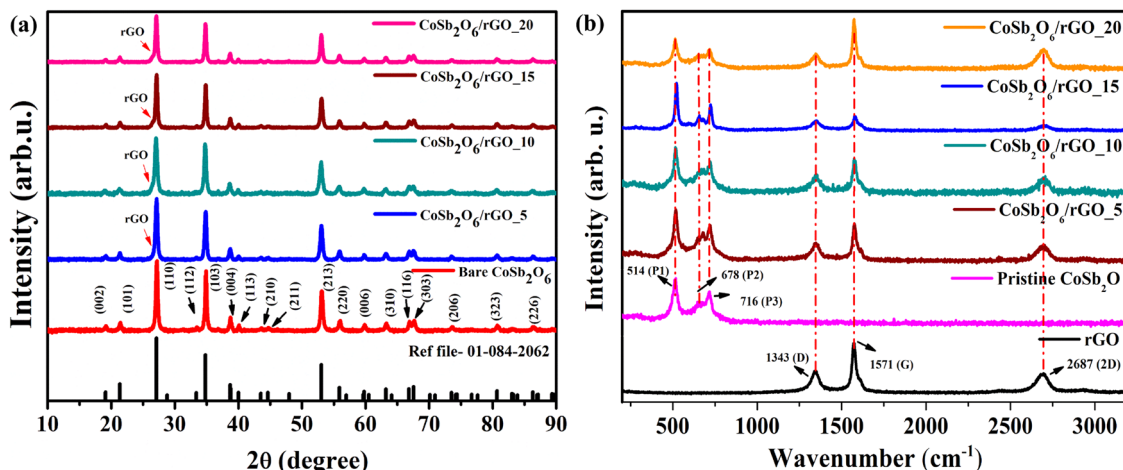 (a)
rGO
CoSb₂O₆/rGO_20
rGO
CoSb₂O₆/rGO_15
rGO
CoSb₂O₆/rGO_10
rGO
CoSb₂O₆/rGO_5
Bare CoSb₂O₆
(002)
(101)
(110)
(112)
(103)
(004)
(113)
(210)
(211)
(213)
(220)
(006)
(310)
(116)
(303)
(206)
(323)
(226)
Ref file- 01-084-2062
Intensity (arb.u.)
10 20 30 40 50 60 70 80 90
2θ (degree)
(b)
CoSb₂O₆/rGO_20
CoSb₂O₆/rGO_15
CoSb₂O₆/rGO_10
CoSb₂O₆/rGO_5
514 (P1)
678 (P2)
716 (P3)
Pristine CoSb₂O
rGO
1343 (D)
1571 (G)
2687 (2D)
Intensity (arb. u.)
500 1000 1500 2000 2500 3000
Wavenumber (cm⁻¹)